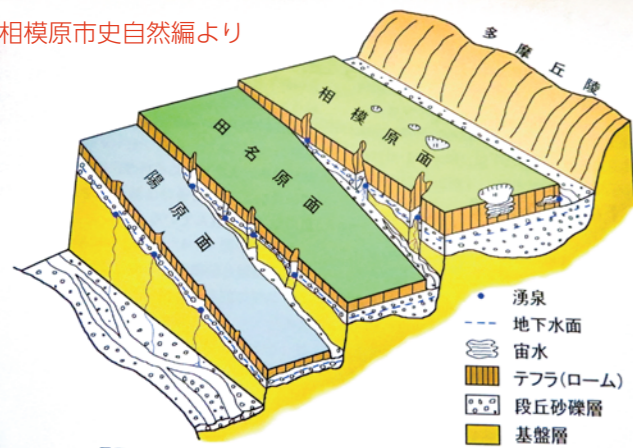 相模原市史自然編より
多摩丘陵
相模原面
田名原面
陽原面
湧泉
地下水面
宙水
テフラ(ローム)
段丘砂礫層
基盤層